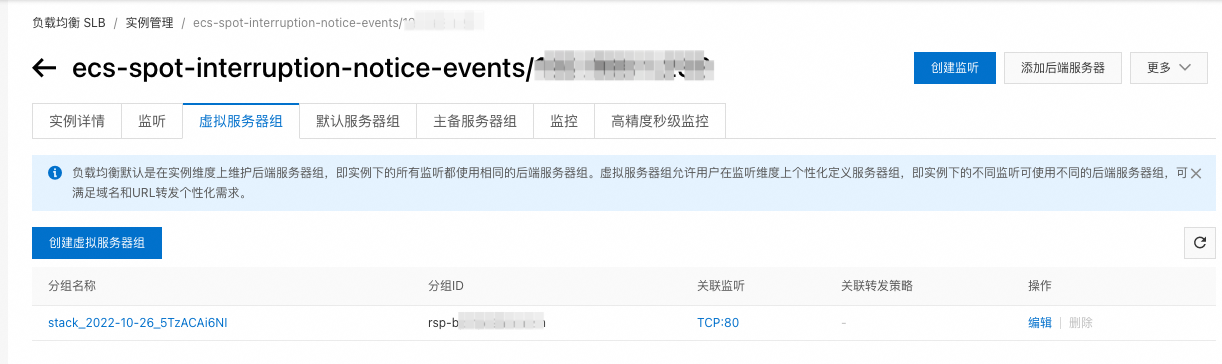 负载均衡 SLB / 实例管理 / ecs-spot-interruption-notice-events/
ecs-spot-interruption-notice-events/
创建监听 添加后端服务器 更多
实例详情 监听 虚拟服务器组 默认服务器组 主备服务器组 监控 高精度秒级监控
负载均衡默认是在实例维度上维护后端服务器组，即实例下的所有监听都使用相同的后端服务器组。虚拟服务器组允许用户在监听维度上个性化定义服务器组，即实例下的不同监听可使用不同的后端服务器组，可
满足域名和URL转发个性化需求。
创建虚拟服务器组
分组名称 分组ID 关联监听 关联转发策略 操作
stack_2022-10-26_5TzACAi6NI rsp-b TCP:80 - 编辑 | 删除